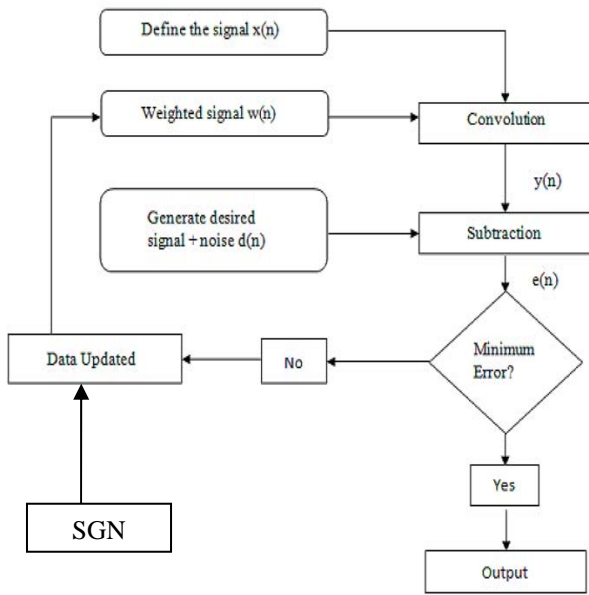 Define the signal x(n)
Weighted signal w(n)
Convolution
y(n)
Generate desired
signal + noise d(n)
Subtraction
e(n)
Minimum
Error?
No
Data Updated
Yes
SGN
Output